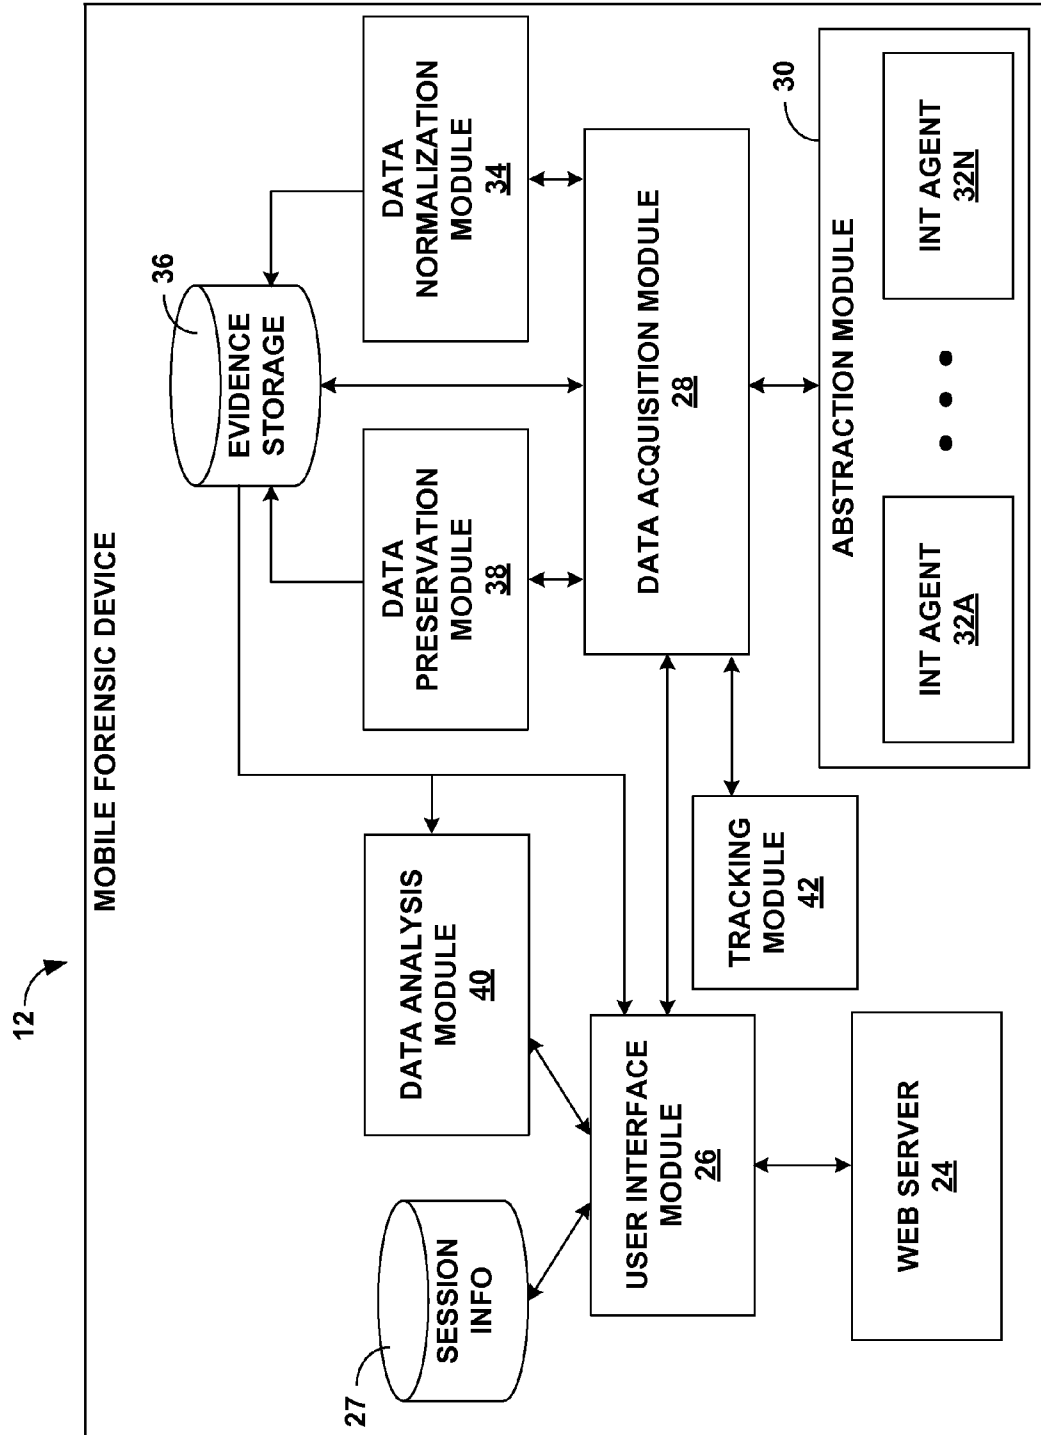 12
MOBILE FORENSIC DEVICE
27
SESSION
INFO
DATA ANALYSIS
MODULE
40
36
EVIDENCE
STORAGE
DATA
PRESERVATION
MODULE
38
DATA
NORMALIZATION
MODULE
34
USER INTERFACE
MODULE
26
TRACKING
MODULE
42
DATA ACQUISITION MODULE
28
WEB SERVER
24
30
ABSTRACTION MODULE
INT AGENT
32A
INT AGENT
32N